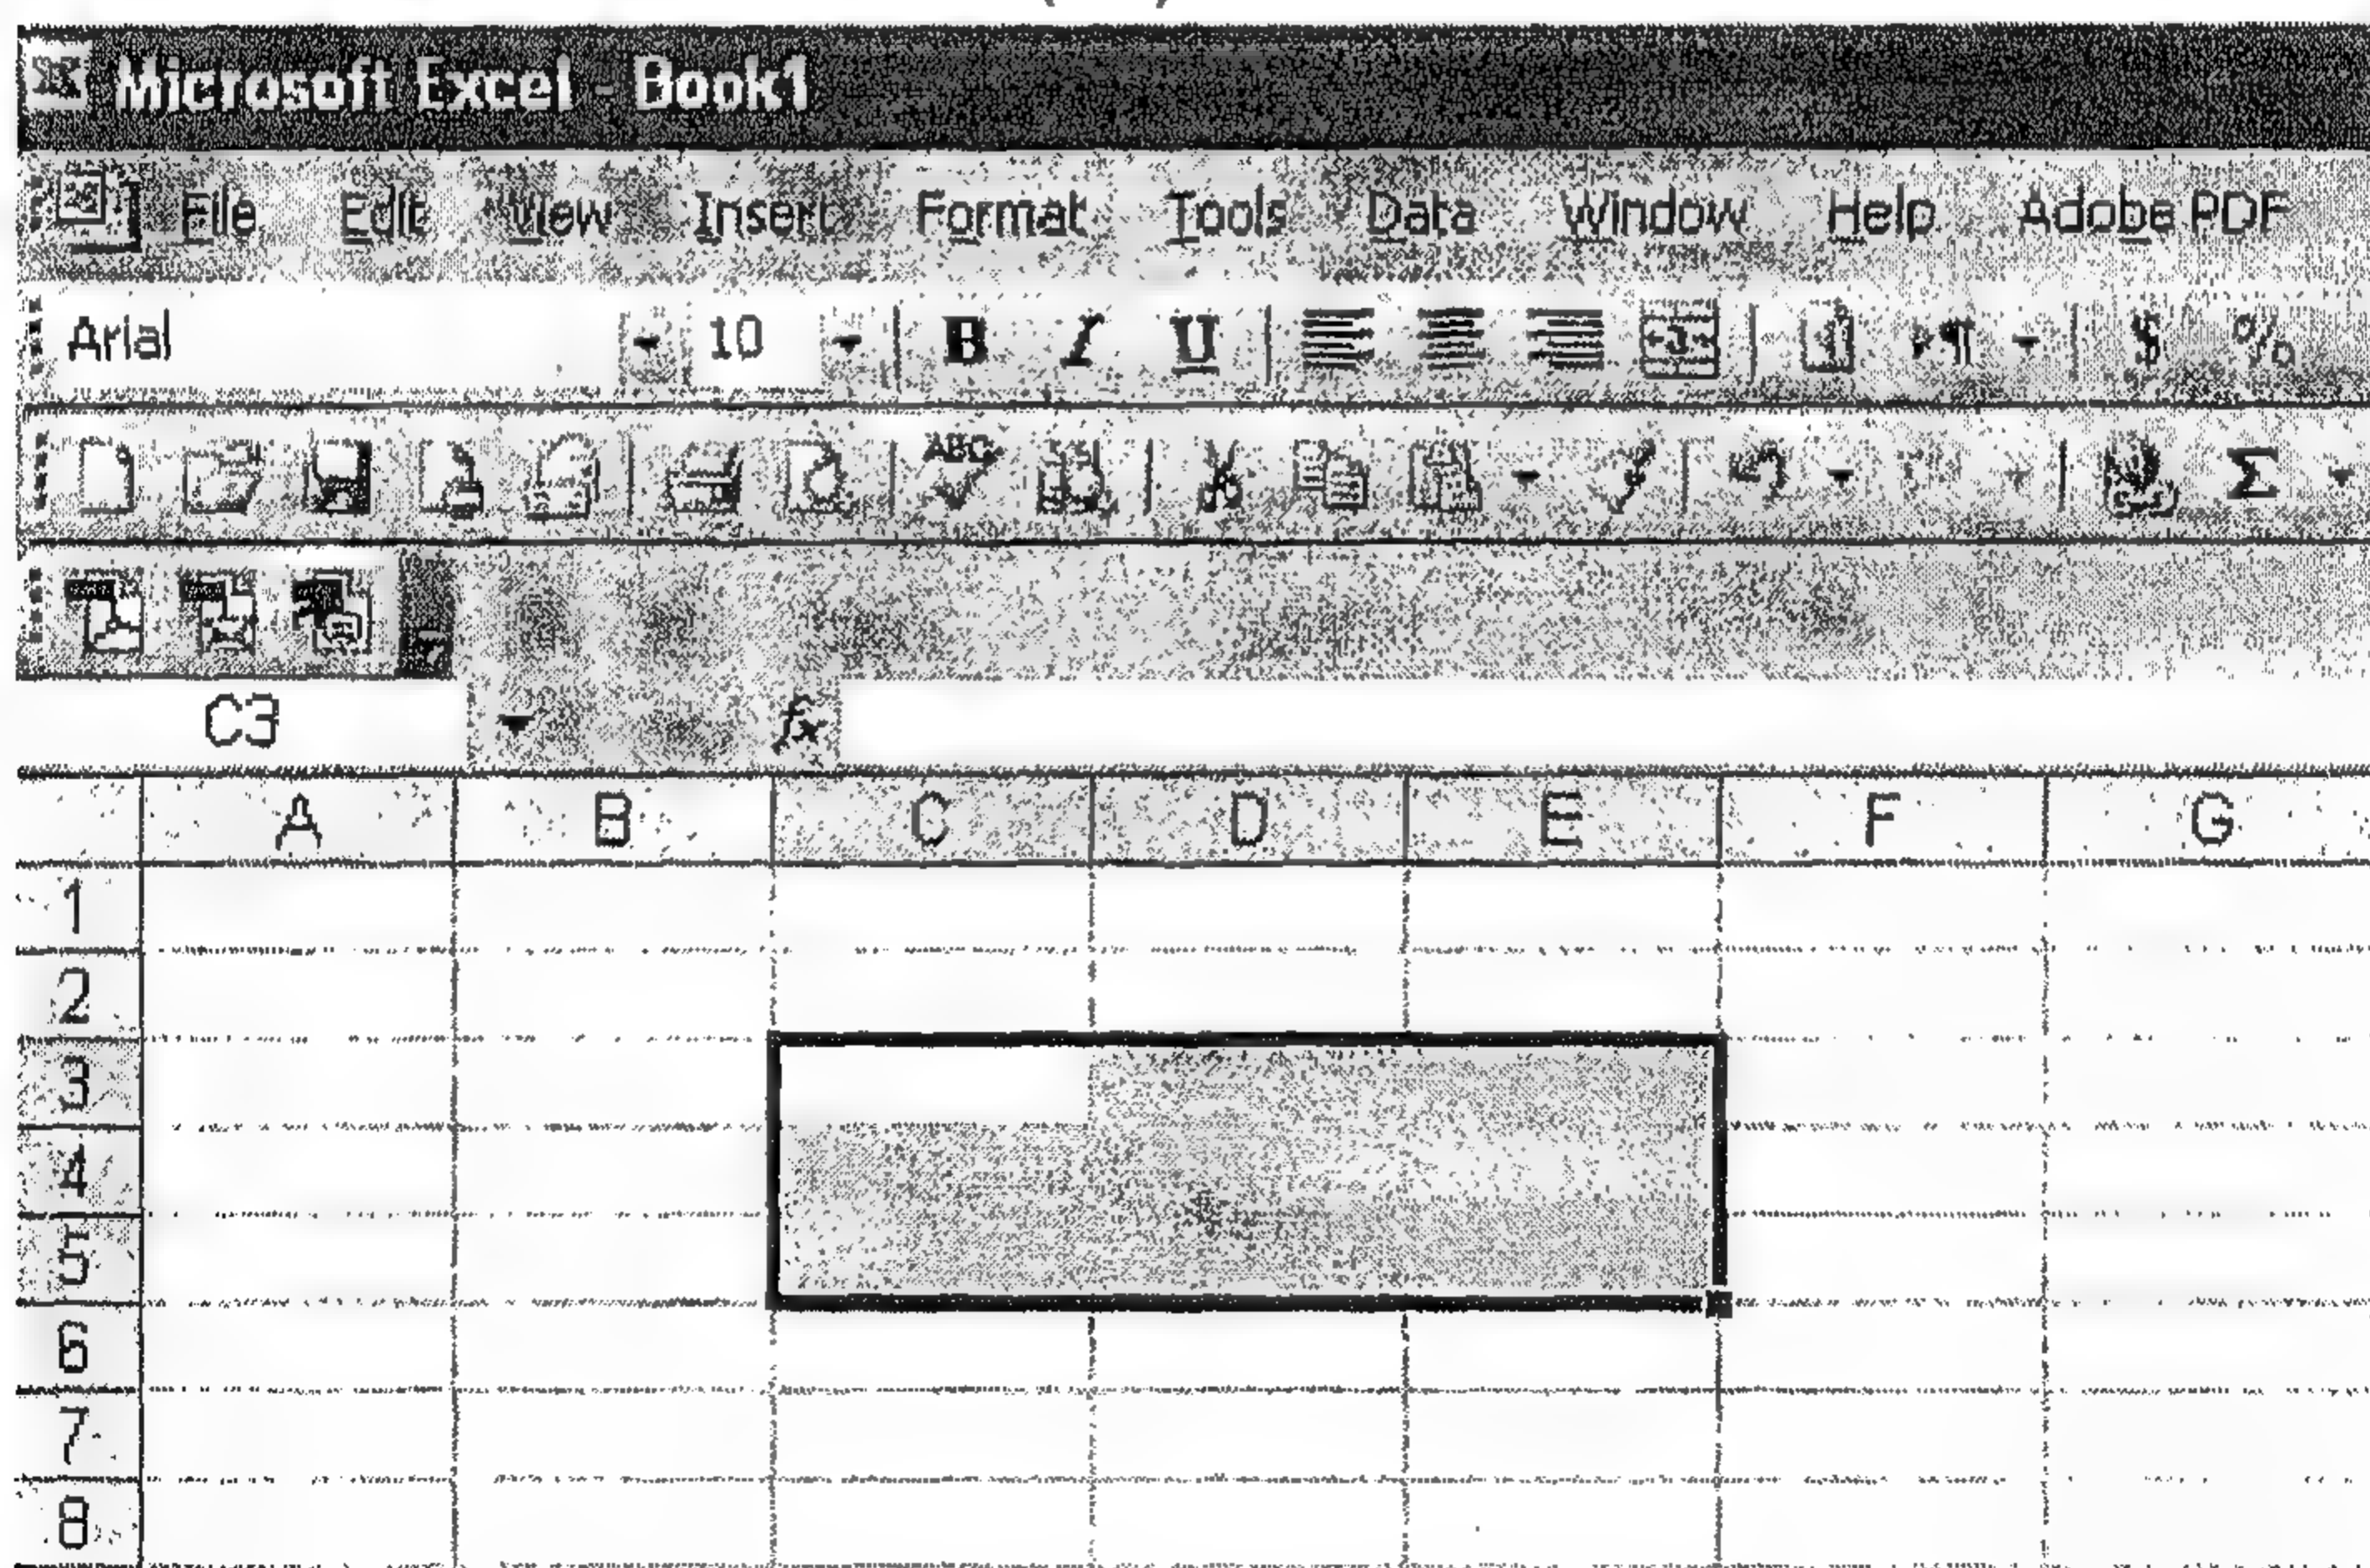 Microsoft Excel - Book1
File Edit View Insert Format Tools Data Window Help Adobe PDF
Arial 10 B I U $ %
ABC Σ
C3 fx
A B C D E F G
1
2
3
4
5
6
7
8